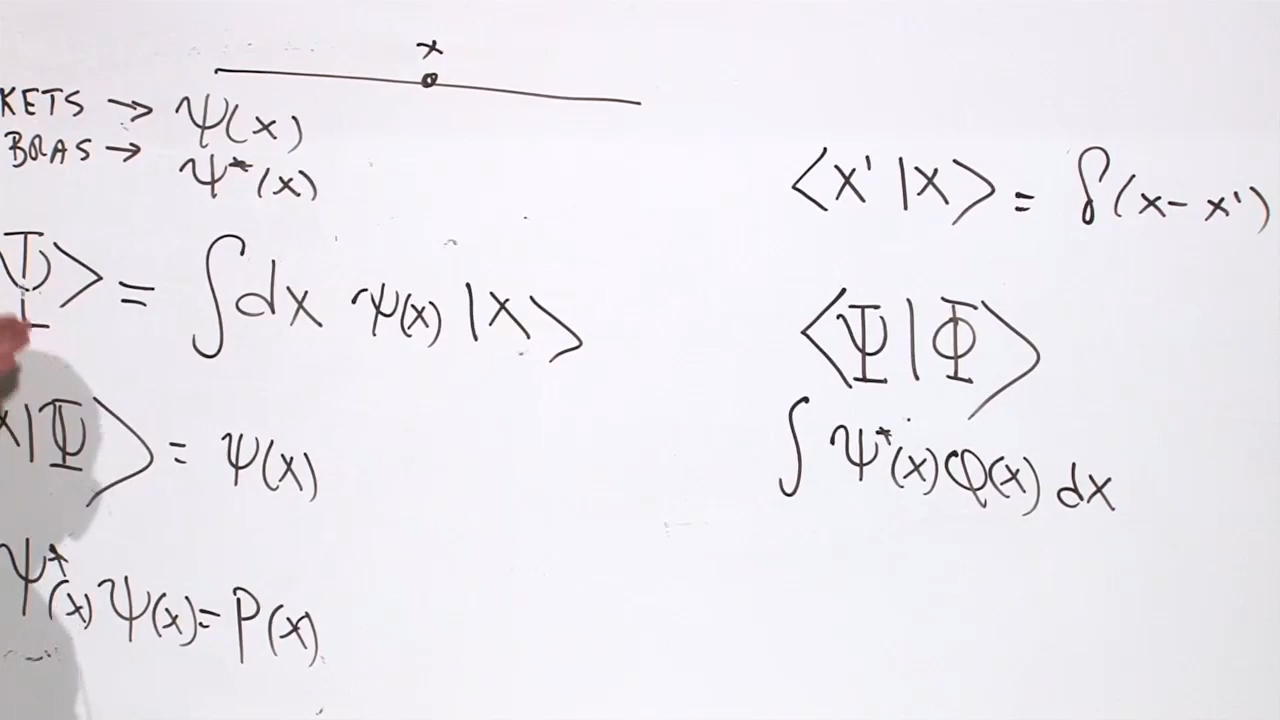 x
KETS → ψ(x)
BRAS → ψ*(x)
Ψ⟩ = ∫dx ψ(x) |x⟩
x|Ψ⟩ = ψ(x)
ψ*(x) ψ(x) = P(x)
⟨x'|x⟩ = δ(x - x')
⟨Ψ|Φ⟩
∫ψ*(x)φ(x) dx